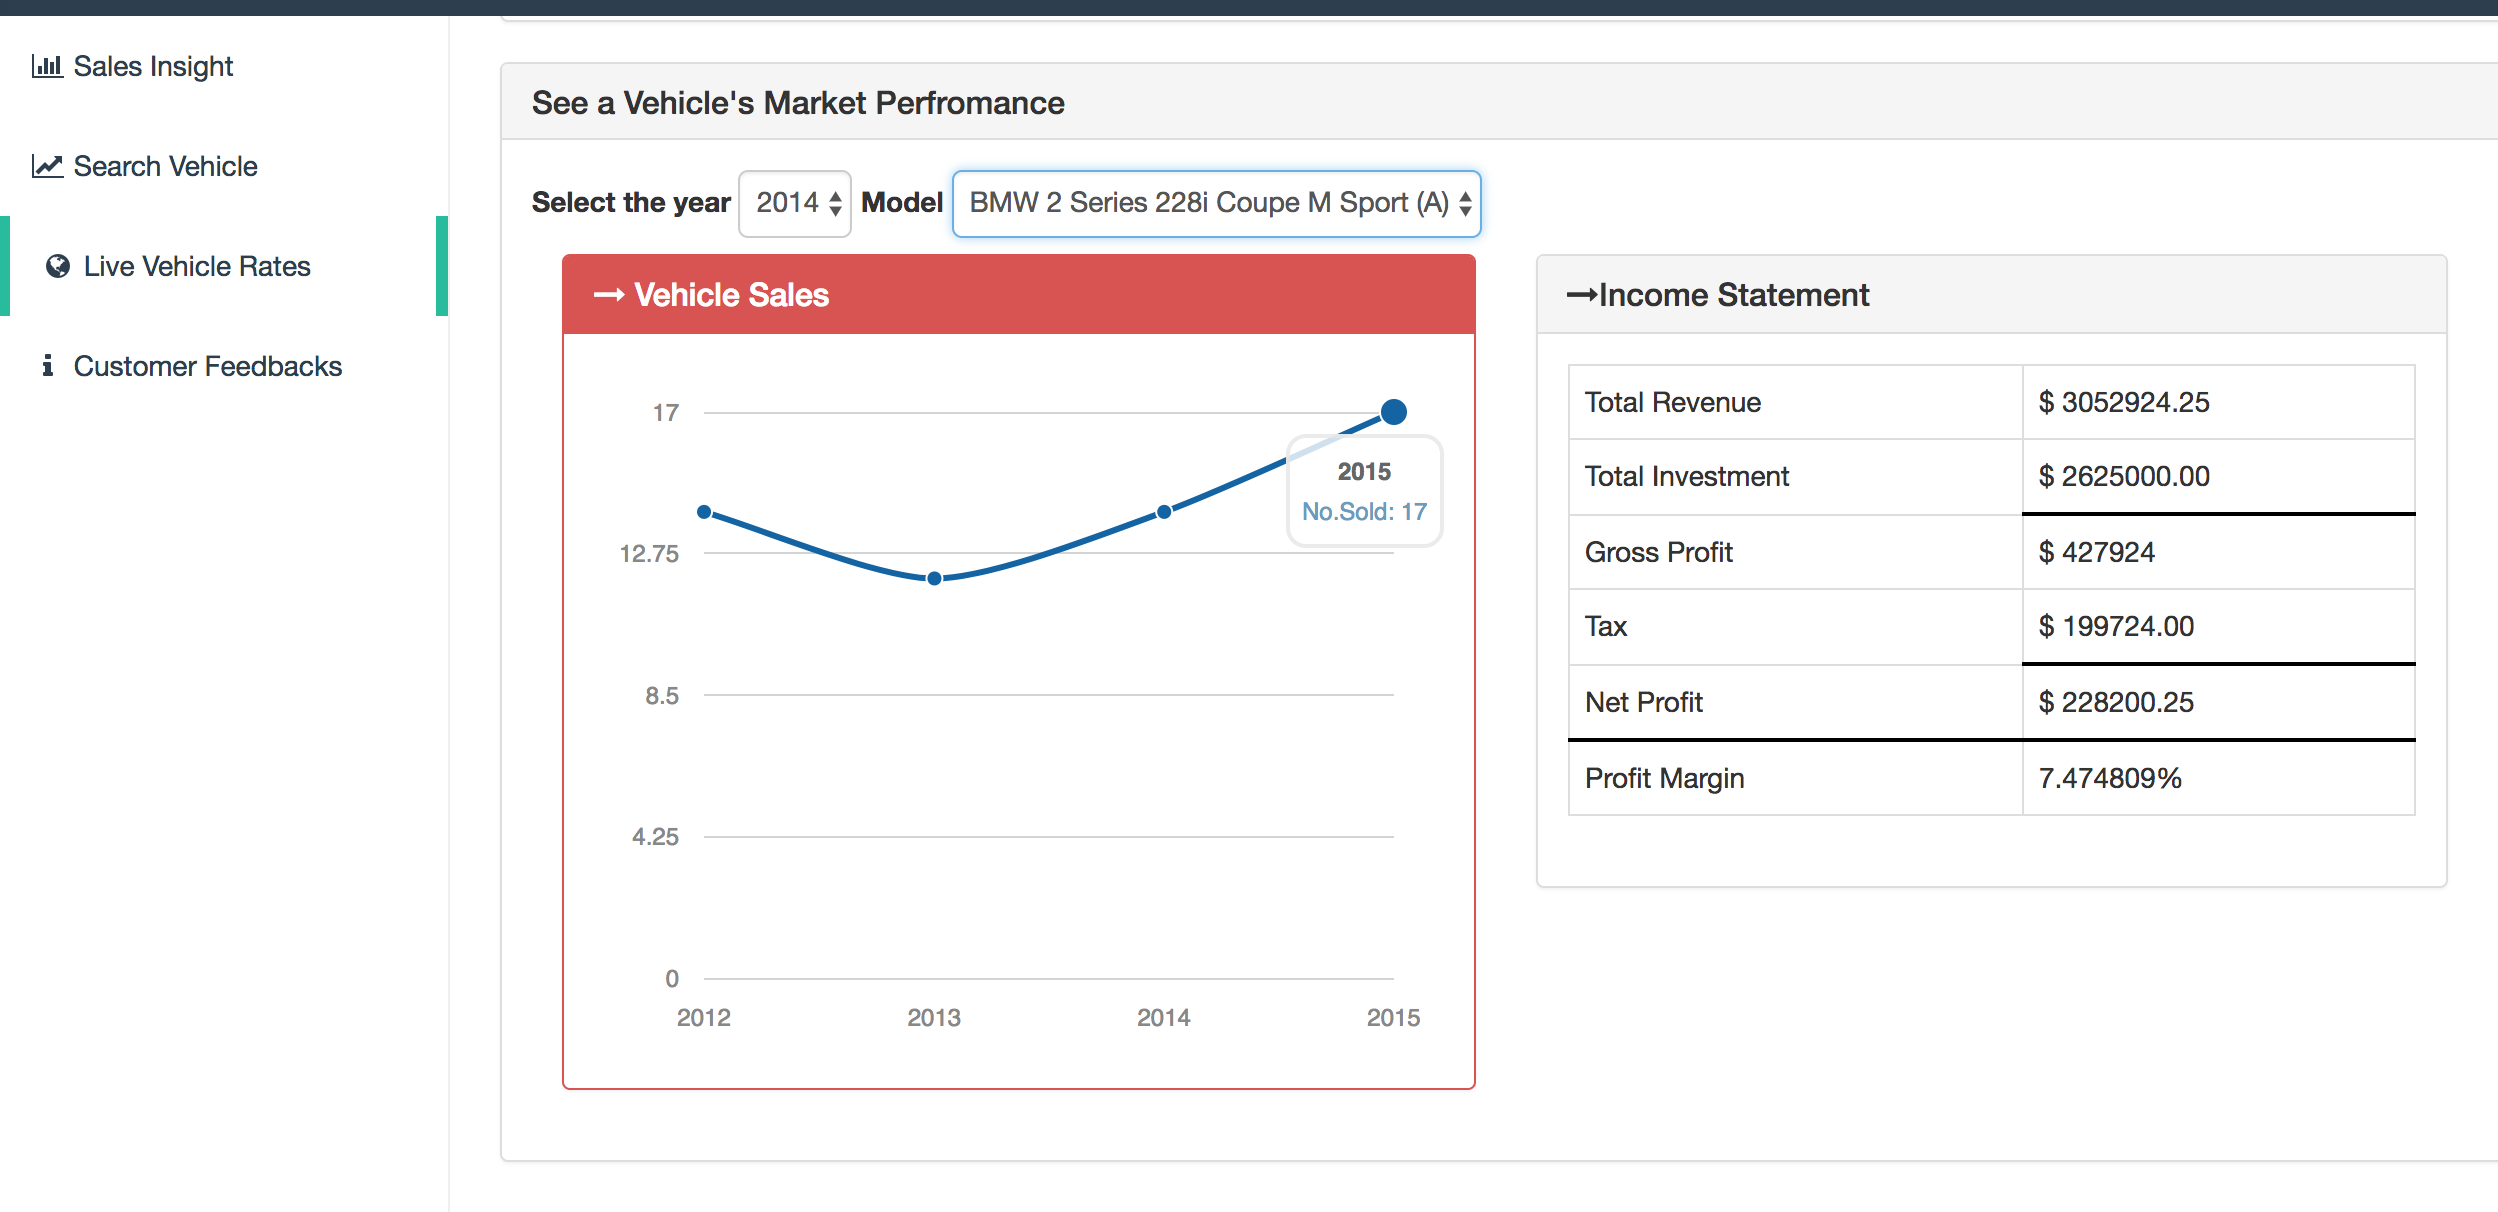 Sales Insight
Search Vehicle
Live Vehicle Rates
Customer Feedbacks
See a Vehicle's Market Perfromance
Select the year 2014 Model BMW 2 Series 228i Coupe M Sport (A)
Vehicle Sales
17
12.75
8.5
4.25
0
2012 2013 2014 2015
2015
No.Sold: 17
Income Statement
Total Revenue $ 3052924.25
Total Investment $ 2625000.00
Gross Profit $ 427924
Tax $ 199724.00
Net Profit $ 228200.25
Profit Margin 7.474809%